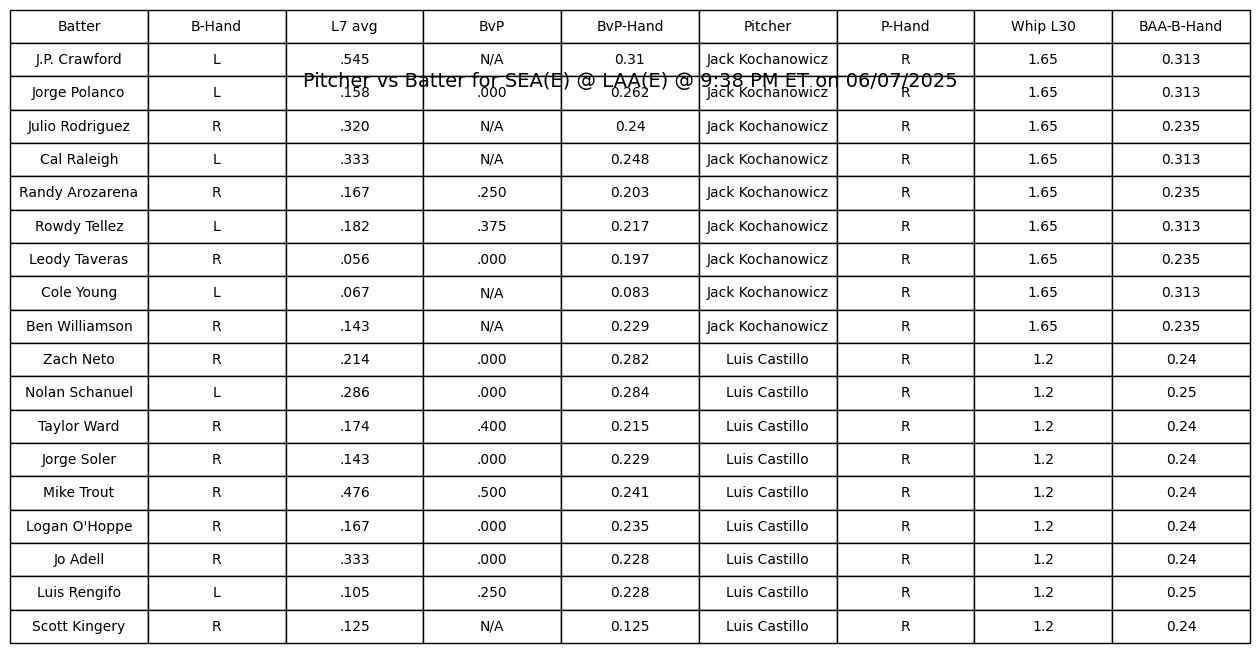 Batter B-Hand L7 avg BvP BvP-Hand Pitcher P-Hand Whip L30 BAA-B-Hand
J.P. Crawford L .545 N/A 0.31 Jack Kochanowicz R 1.65 0.313
Pitcher vs Batter for SEA(E) @ LAA(E) @ 9:38 PM ET on 06/07/2025
Jorge Polanco L .158 .000 0.262 Jack Kochanowicz R 1.65 0.313
Julio Rodriguez R .320 N/A 0.24 Jack Kochanowicz R 1.65 0.235
Cal Raleigh L .333 N/A 0.248 Jack Kochanowicz R 1.65 0.313
Randy Arozarena R .167 .250 0.203 Jack Kochanowicz R 1.65 0.235
Rowdy Tellez L .182 .375 0.217 Jack Kochanowicz R 1.65 0.313
Leody Taveras R .056 .000 0.197 Jack Kochanowicz R 1.65 0.235
Cole Young L .067 N/A 0.083 Jack Kochanowicz R 1.65 0.313
Ben Williamson R .143 N/A 0.229 Jack Kochanowicz R 1.65 0.235
Zach Neto R .214 .000 0.282 Luis Castillo R 1.2 0.24
Nolan Schanuel L .286 .000 0.284 Luis Castillo R 1.2 0.25
Taylor Ward R .174 .400 0.215 Luis Castillo R 1.2 0.24
Jorge Soler R .143 .000 0.229 Luis Castillo R 1.2 0.24
Mike Trout R .476 .500 0.241 Luis Castillo R 1.2 0.24
Logan O'Hoppe R .167 .000 0.235 Luis Castillo R 1.2 0.24
Jo Adell R .333 .000 0.228 Luis Castillo R 1.2 0.24
Luis Rengifo L .105 .250 0.228 Luis Castillo R 1.2 0.25
Scott Kingery R .125 N/A 0.125 Luis Castillo R 1.2 0.24